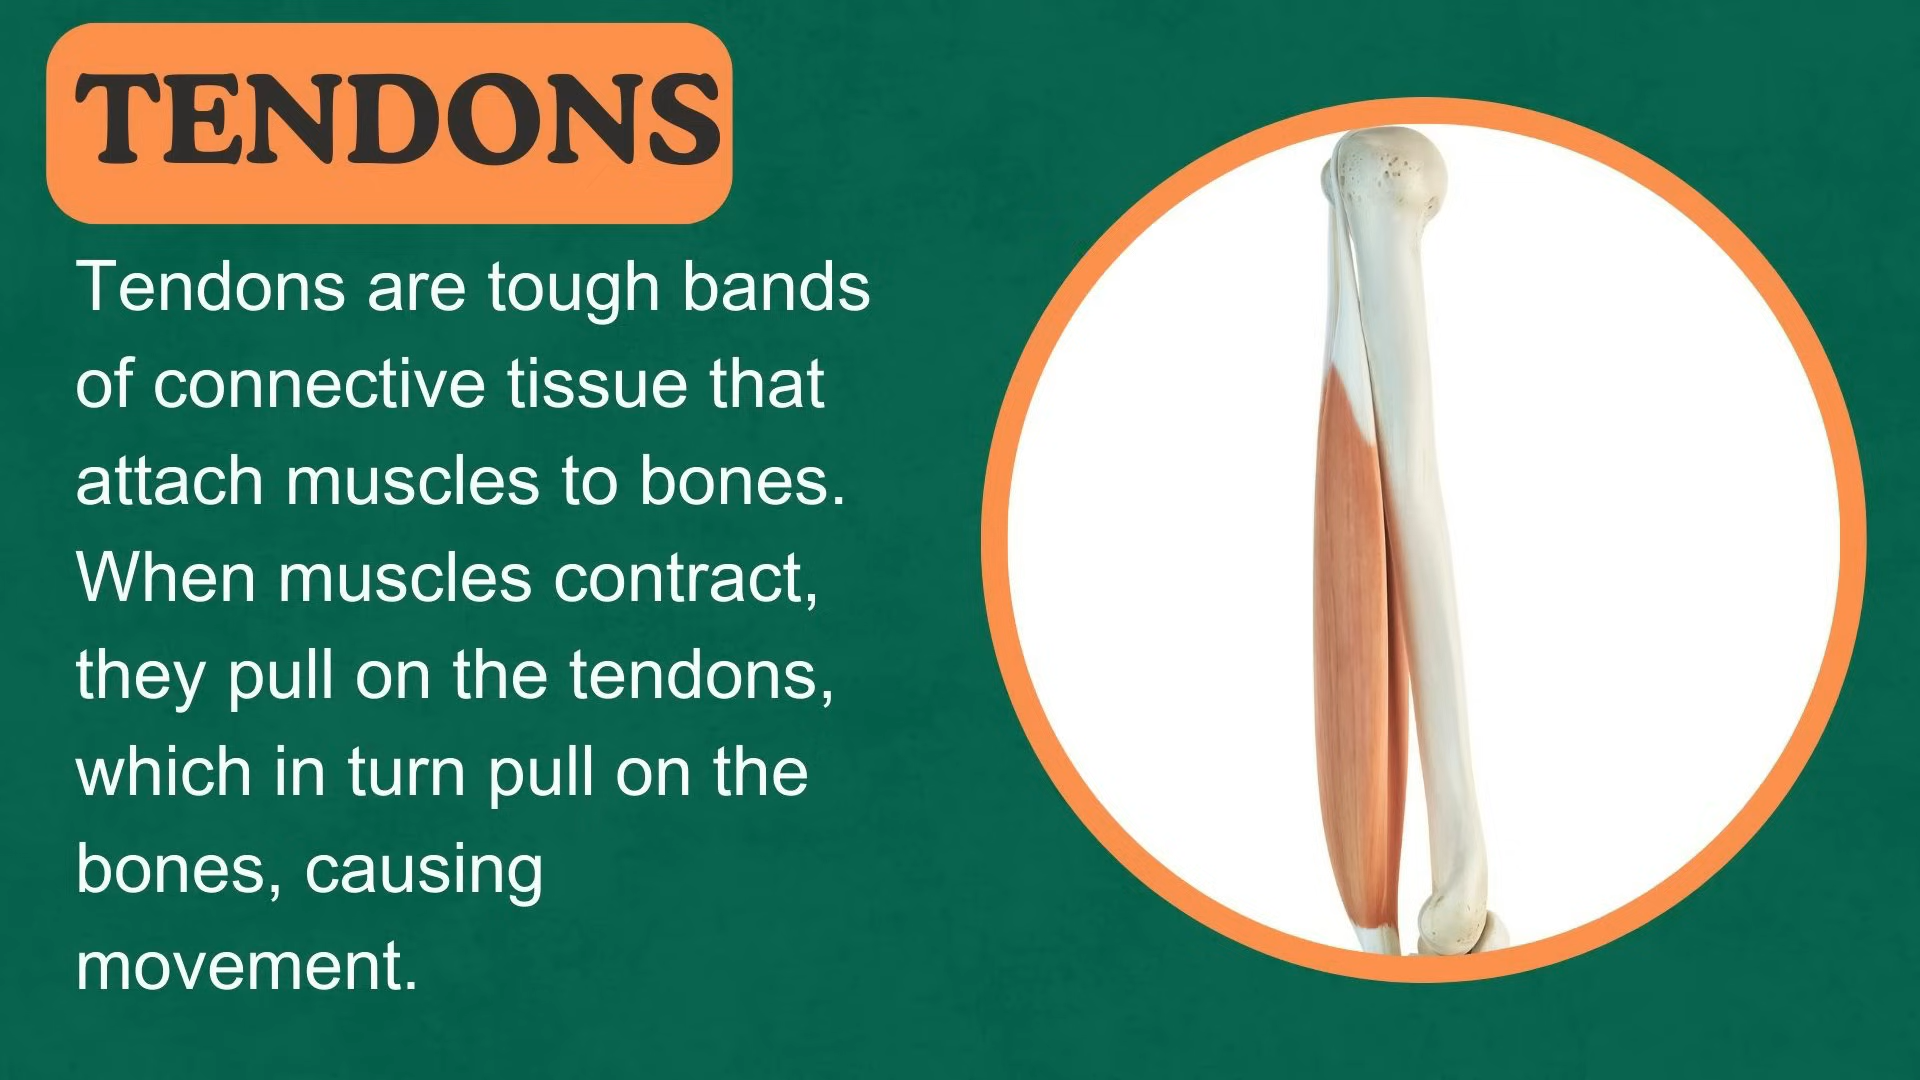 TENDONS
Tendons are tough bands
of connective tissue that
attach muscles to bones.
When muscles contract,
they pull on the tendons,
which in turn pull on the
bones, causing
movement.